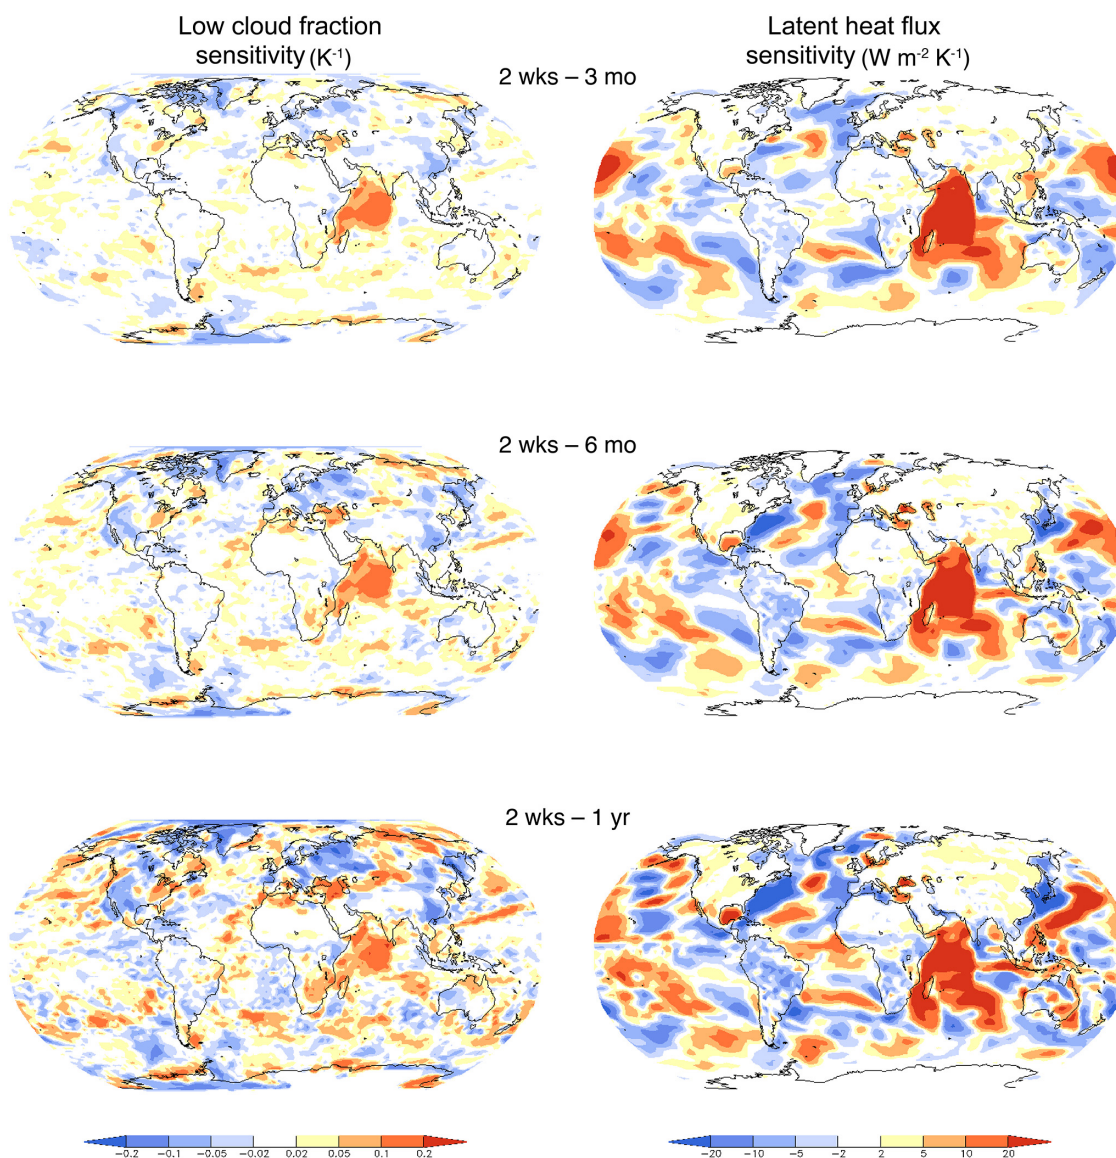 Low cloud fraction
sensitivity (K⁻¹)
Latent heat flux
sensitivity (W m⁻² K⁻¹)
2 wks – 3 mo
2 wks – 6 mo
2 wks – 1 yr
−0.2 −0.1 −0.05 −0.02 0.02 0.05 0.1 0.2
−20 −10 −5 −2 2 5 10 20